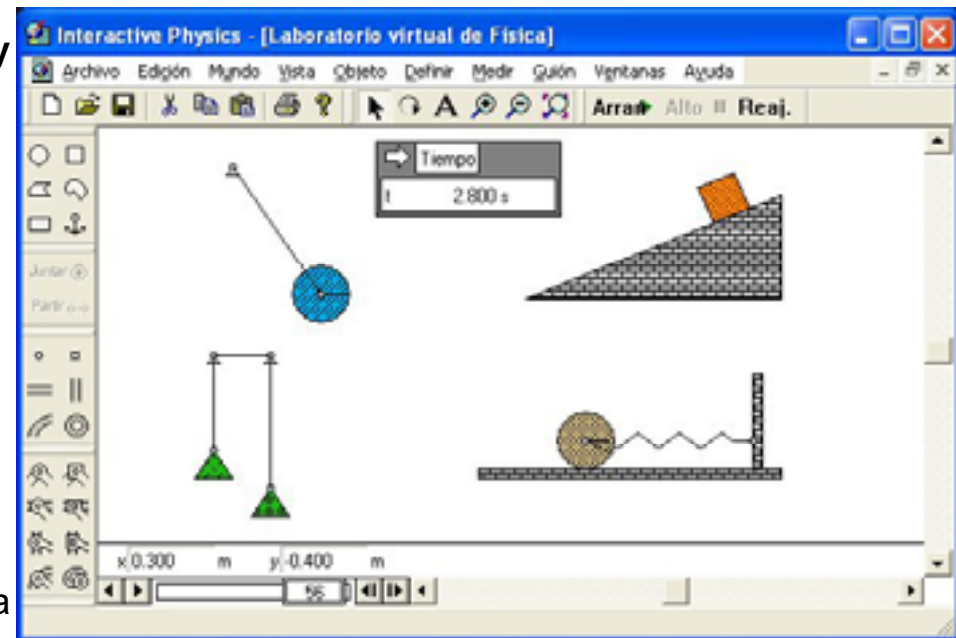 y
Interactive Physics - [Laboratorio virtual de Física]
Archivo Edición Mundo Vista Objeto Definir Medir Guión Ventanas Ayuda
A Arran Alto II Reaj.
Tiempo
t 2.800 s
Juntar
Partir
x 0.300 m y -0.400 m
56
a